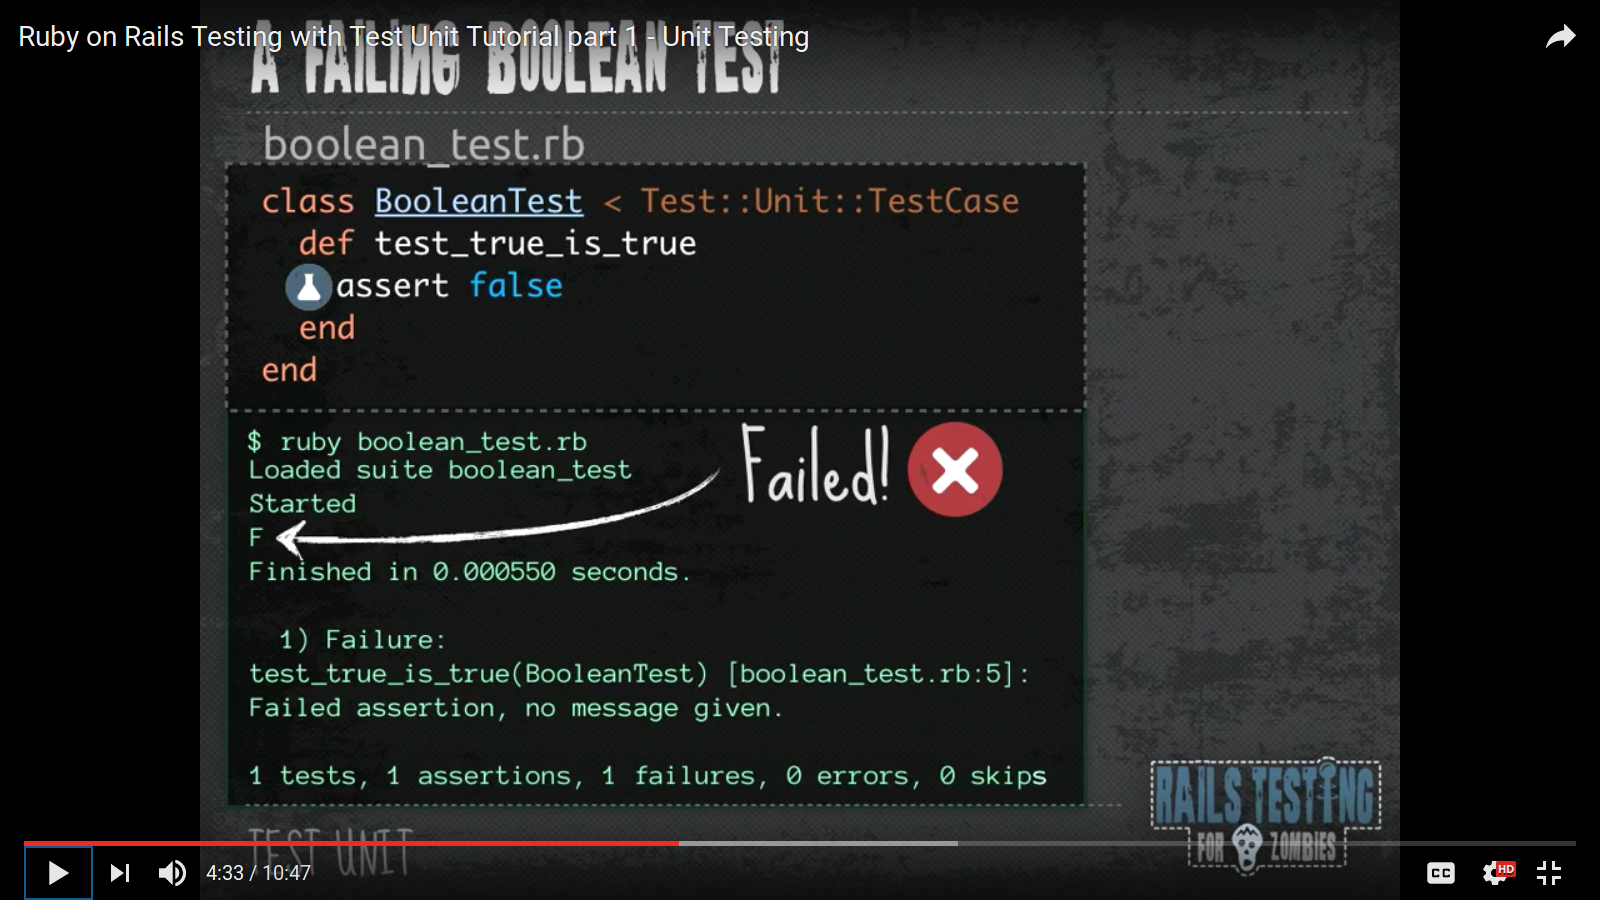 Ruby on Rails Testing with Test Unit Tutorial part 1 - Unit Testing
A FAILING BOOLEAN TEST
boolean_test.rb
class BooleanTest < Test::Unit::TestCase
def test_true_is_true
assert false
end
end
$ ruby boolean_test.rb
Loaded suite boolean_test
Started
F
Failed!
Finished in 0.000550 seconds.
1) Failure:
test_true_is_true(BooleanTest) [boolean_test.rb:5]:
Failed assertion, no message given.
1 tests, 1 assertions, 1 failures, 0 errors, 0 skips
RAILS TESTING
FOR ZOMBIES
TEST UNIT
4:33 / 10:47
CC
HD